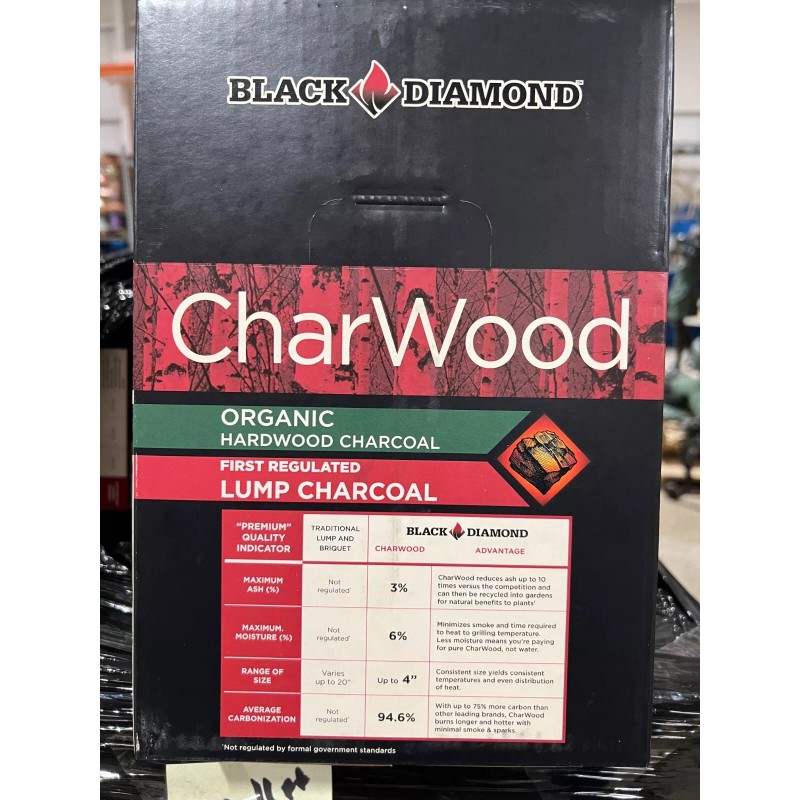 BLACK DIAMOND™
CharWood
ORGANIC
HARDWOOD CHARCOAL
FIRST REGULATED
LUMP CHARCOAL
"PREMIUM"
QUALITY
INDICATOR
TRADITIONAL
LUMP AND
BRIQUET
BLACK DIAMOND
CHARWOOD ADVANTAGE
MAXIMUM
ASH (%)
Not
regulated*
3%
CharWood reduces ash up to 10
times versus the competition and
can then be recycled into gardens
for natural benefits to plants!
MAXIMUM.
MOISTURE (%)
Not
regulated*
6%
Minimizes smoke and time required
to heat to grilling temperature.
Less moisture means you're paying
for pure CharWood, not water.
RANGE OF
SIZE
Varies
up to 20"
Up to 4"
Consistent size yields consistent
temperatures and even distribution
of heat.
AVERAGE
CARBONIZATION
Not
regulated*
94.6%
With up to 75% more carbon than
other leading brands, CharWood
burns longer and hotter with
minimal smoke & sparks.
*Not regulated by formal government standards